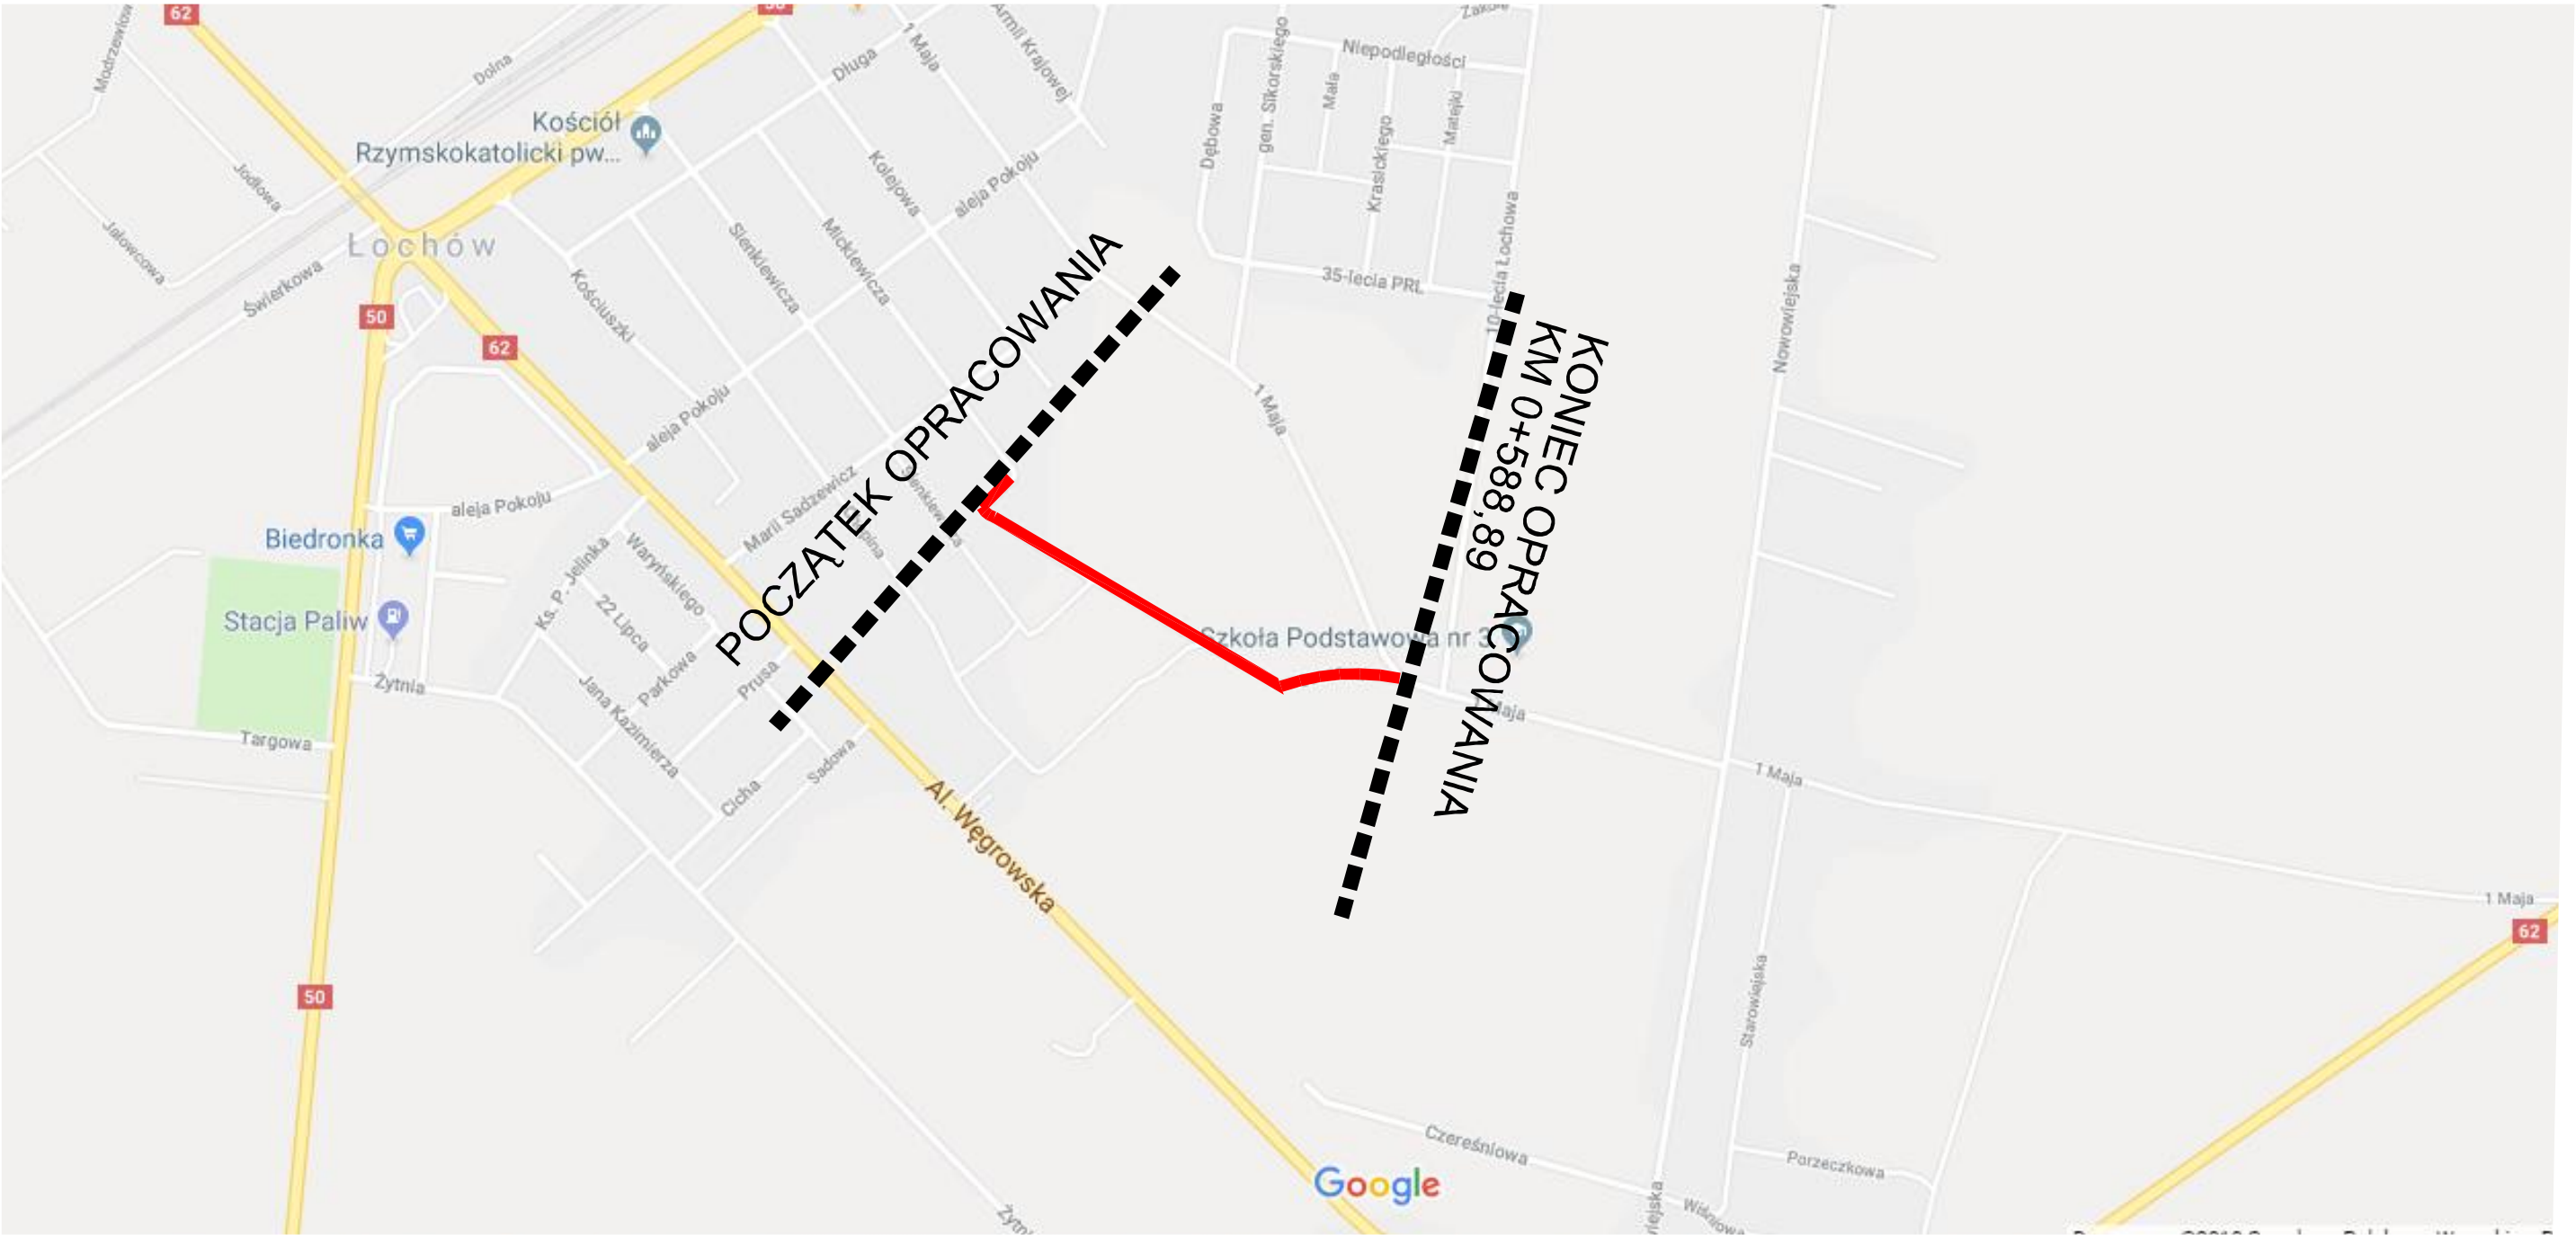 62
Modrzewiowa
Dolna
Długa
1 Maja
Armii Krajowej
Niepodległości
Dębowa
gen. Sikorskiego
Mała
Krasickiego
Matejki
Kościół
Rzymskokatolicki pw...
Jodłowa
Jałowcowa
Świerkowa
Łochów
50
62
Kościuszki
Sienkiewicza
Mickiewicza
Kolejowa
aleja Pokoju
35-lecia PRL
10-lecia Łochowa
Nowowiejska
POCZĄTEK OPRACOWANIA
KONIEC OPRACOWANIA
KM 0+588,89
1 Maja
aleja Pokoju
Marii Sadzewicz
aleja Pokoju
Biedronka
Stacja Paliw
Ks. P. Jelinka
Waryńskiego
22 Lipca
Parkowa
Prusa
Jana Kazimierza
Żytnia
Targowa
Cicha
Sadowa
Szkoła Podstawowa nr 3
1 Maja
1 Maja
Al. Węgrowska
1 Maja
62
50
Starowiejska
Czereśniowa
Porzeczkowa
Wiśniowa
Google